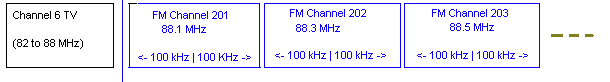 Channel 6 TV
(82 to 88 MHz)
FM Channel 201
88.1 MHz
<- 100 kHz | 100 KHz ->
FM Channel 202
88.3 MHz
<- 100 kHz | 100 kHz ->
FM Channel 203
88.5 MHz
<- 100 kHz | 100 kHz ->